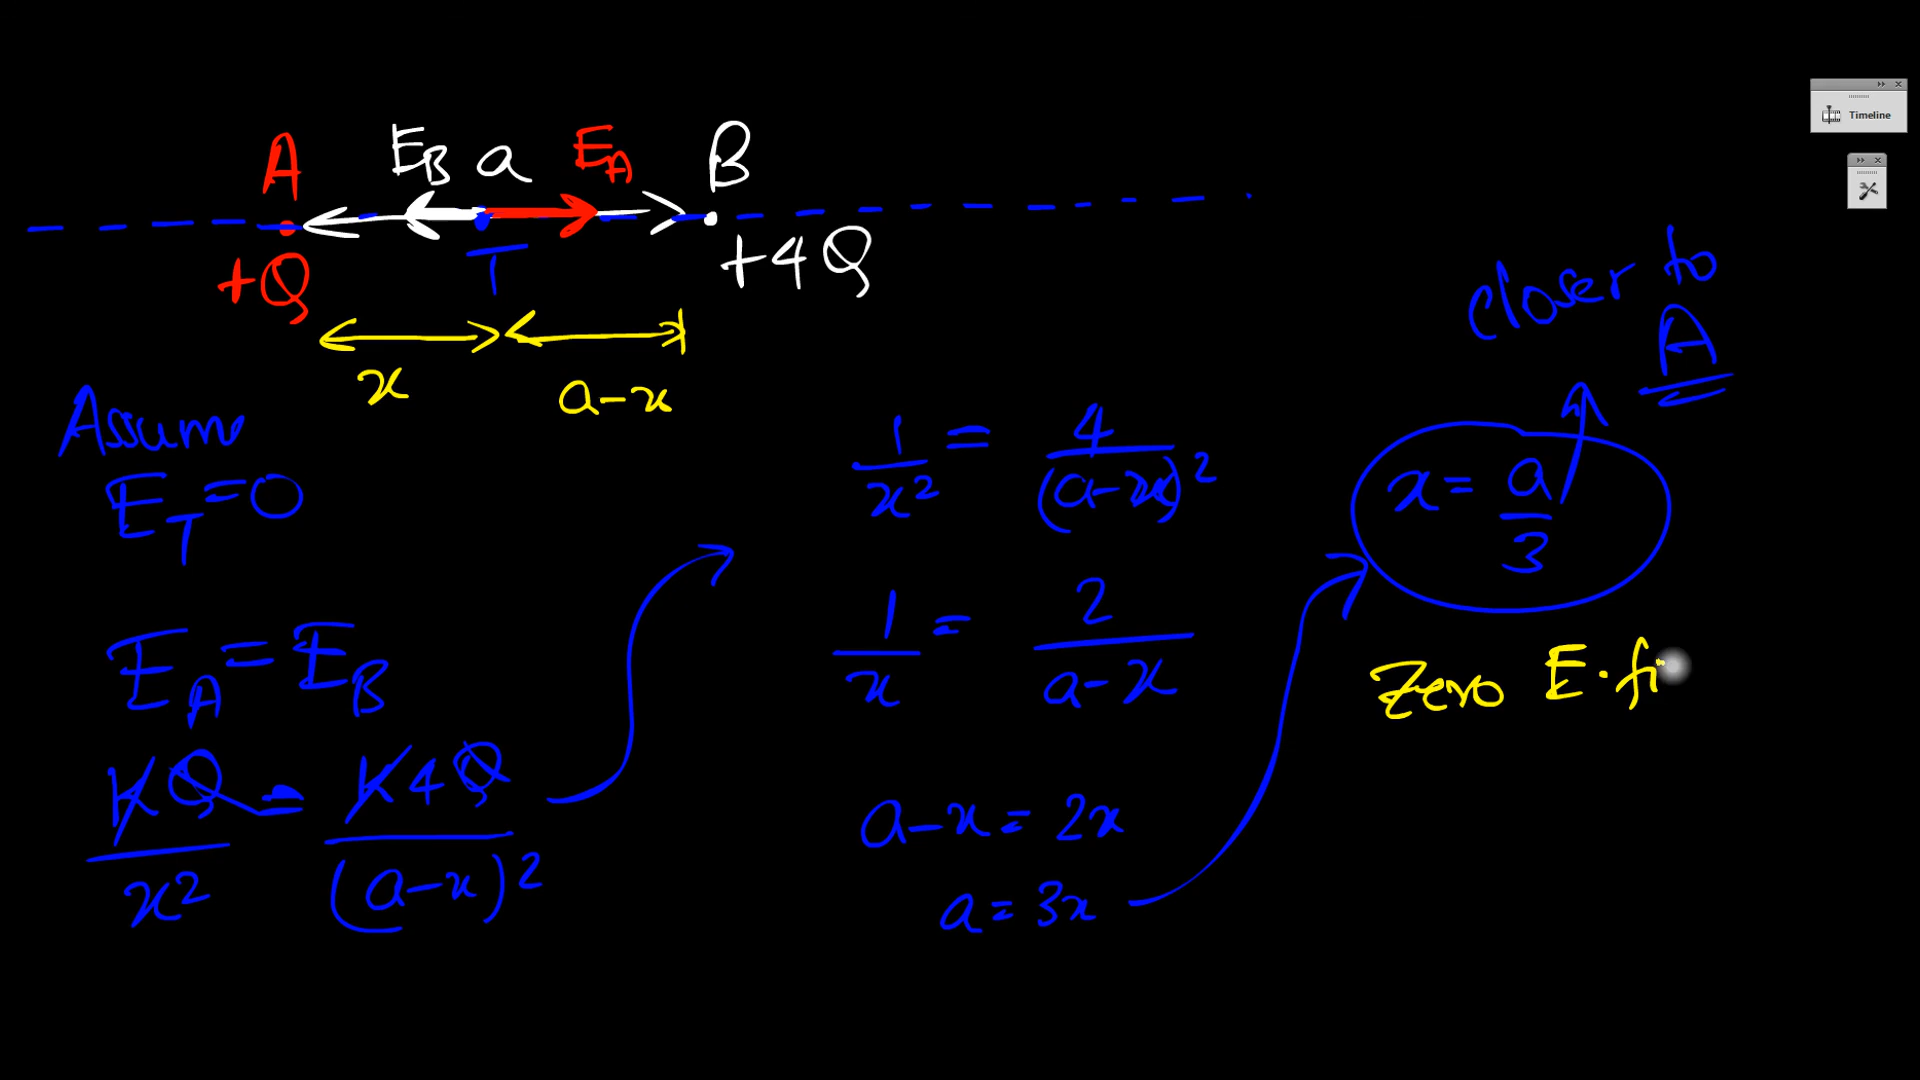 A E_B a E_A B
+Q T +4Q
x a-x
closer to
A
Assume
E_T=0
E_A=E_B
KQ/x² = K4Q/(a-x)²
1/x² = 4/(a-x)²
1/x = 2/(a-x)
a-x=2x
a=3x
x=a/3
Zero E.fi
Timeline